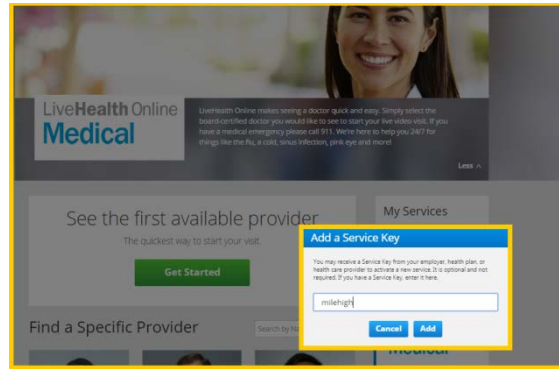 LiveHealth Online
Medical
LiveHealth Online makes seeing a doctor quick and easy. Simply select the
board-certified doctor you would like to see to start your live video visit. If you
have a medical emergency please call 911. We're here to help you 24/7 for
things like the flu, a cold, sinus infection, pink eye and more!
Less
See the first available provider
The quickest way to start your visit.
Get Started
My Services
Add a Service Key
You may receive a Service Key from your employer, health plan, or
health care provider to activate a new service. It is optional and not
required. If you have a Service Key, enter it here.
milehigh
Cancel Add
Find a Specific Provider
Search by Na
Medical